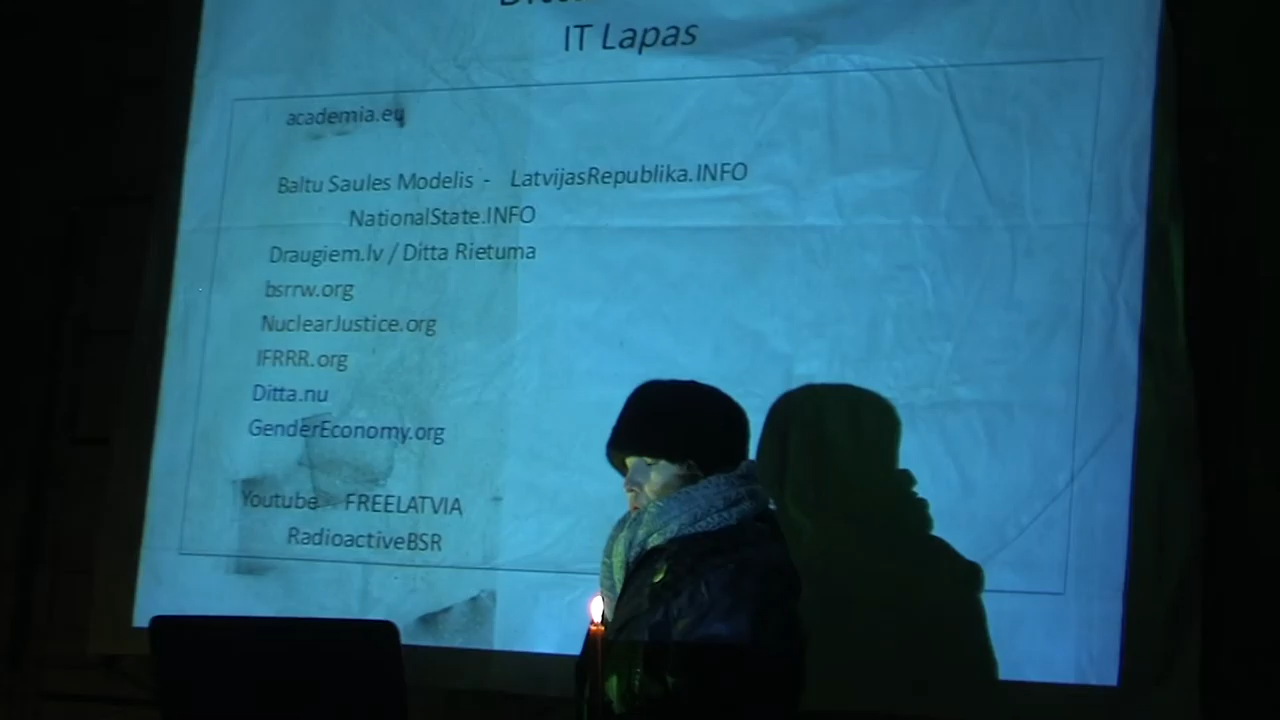 IT Lapas
academia.eu
Baltu Saules Modelis - LatvijasRepublika.INFO
NationalState.INFO
Draugiem.lv / Ditta Rietuma
bsrrw.org
NuclearJustice.org
IFRRR.org
Ditta.nu
GenderEconomy.org
Youtube - FREELATVIA
RadioactiveBSR